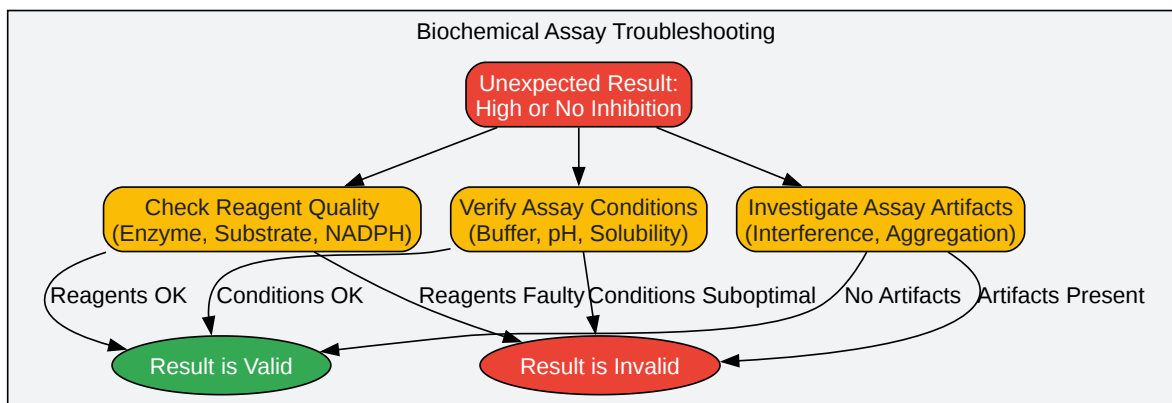 Biochemical Assay Troubleshooting
Unexpected Result:
High or No Inhibition
Check Reagent Quality
(Enzyme, Substrate, NADPH)
Verify Assay Conditions
(Buffer, pH, Solubility)
Investigate Assay Artifacts
(Interference, Aggregation)
Reagents OK
Conditions OK
Reagents Faulty
Conditions Suboptimal
No Artifacts
Artifacts Present
Result is Valid
Result is Invalid